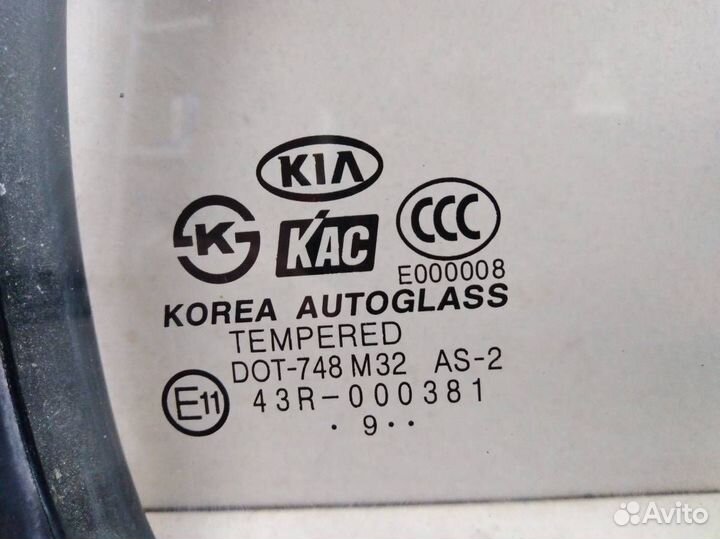 KIA
K
KAC
CCC
E000008
KOREA AUTOGLASS
TEMPERED
DOT-748 M32 AS-2
E11
43R-000381
· 9 · ·
Avito